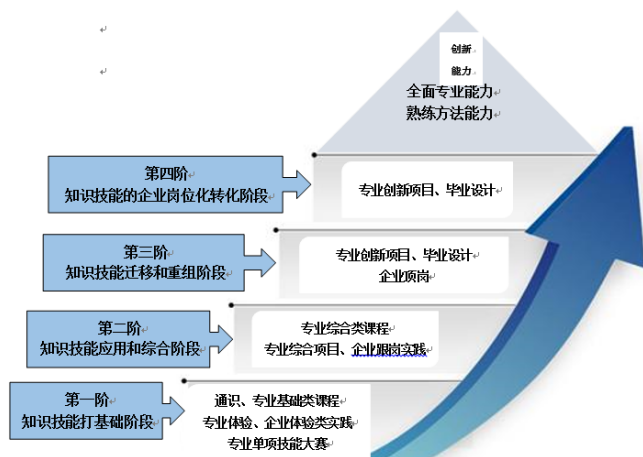 创新
能力
全面专业能力
熟练方法能力
第四阶
知识技能的企业岗位化转化阶段
专业创新项目、毕业设计
第三阶
知识技能迁移和重组阶段
专业创新项目、毕业设计
企业顶岗
第二阶
知识技能应用和综合阶段
专业综合类课程
专业综合项目、企业跟岗实践
第一阶
知识技能打基础阶段
通识、专业基础类课程
专业体验、企业体验类实践
专业单项技能大赛